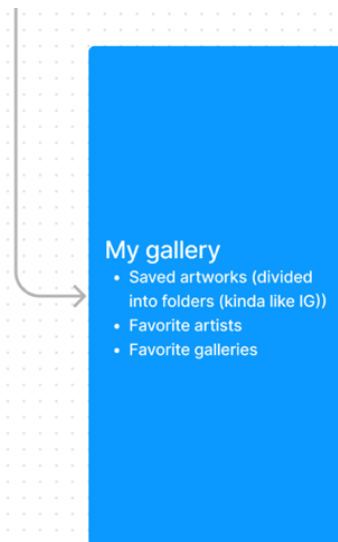 My gallery
• Saved artworks (divided
into folders (kinda like IG))
• Favorite artists
• Favorite galleries